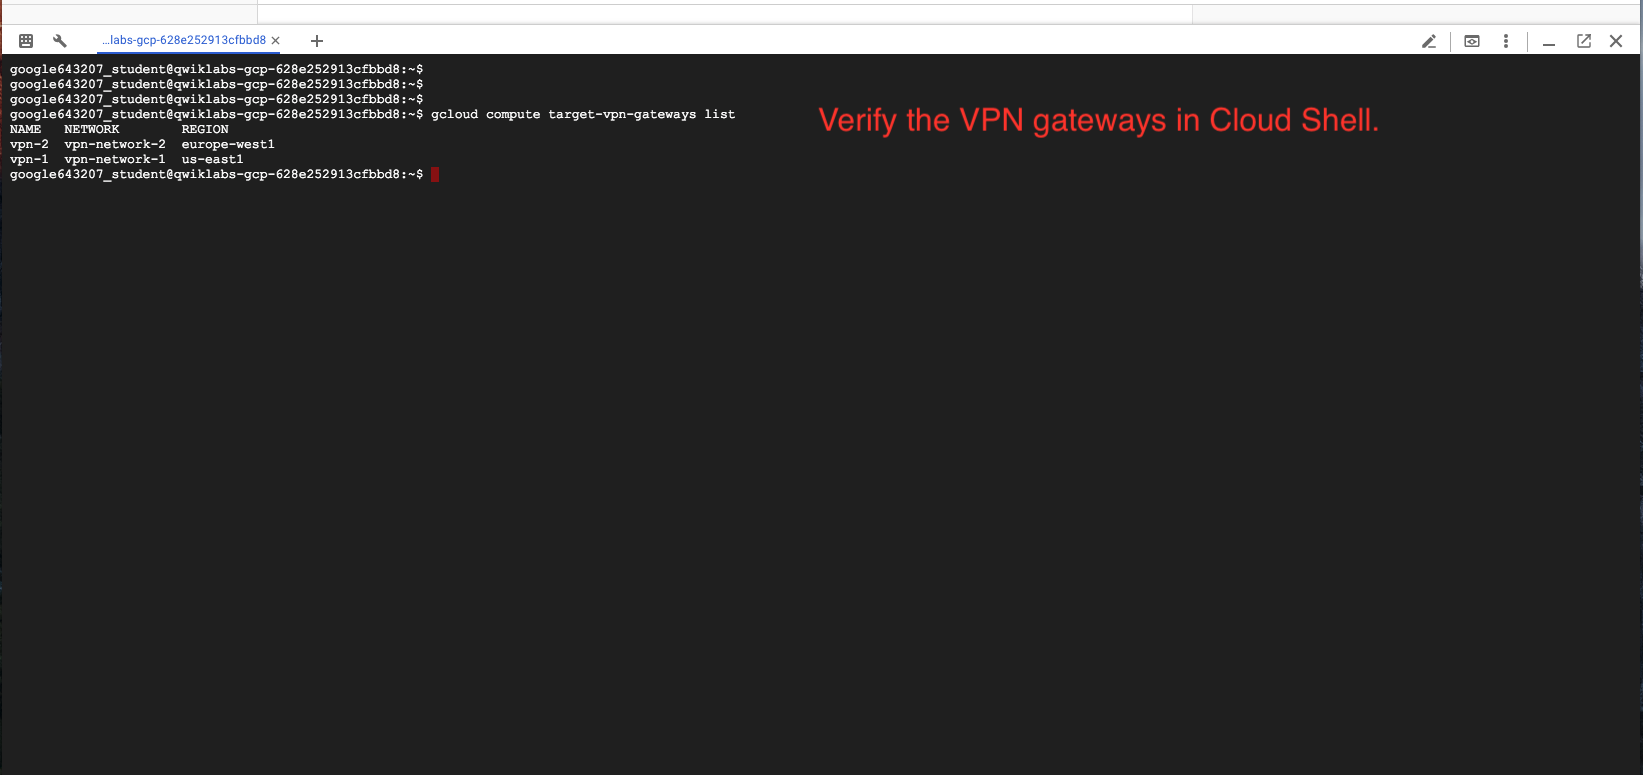 ...labs-gcp-628e252913cfbbd8
google643207_student@qwiklabs-gcp-628e252913cfbbd8:~$
google643207_student@qwiklabs-gcp-628e252913cfbbd8:~$
google643207_student@qwiklabs-gcp-628e252913cfbbd8:~$
google643207_student@qwiklabs-gcp-628e252913cfbbd8:~$ gcloud compute target-vpn-gateways list
NAME NETWORK REGION
vpn-2 vpn-network-2 europe-west1
vpn-1 vpn-network-1 us-east1
google643207_student@qwiklabs-gcp-628e252913cfbbd8:~$
Verify the VPN gateways in Cloud Shell.